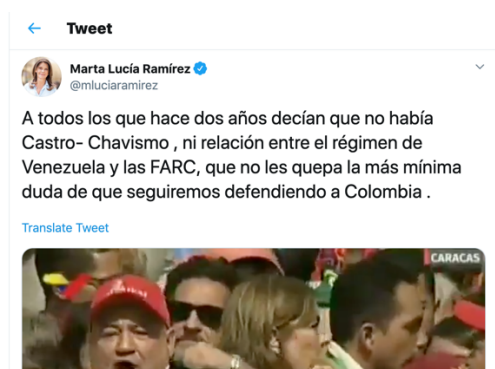 Tweet
Marta Lucía Ramírez
@mluciaramirez
A todos los que hace dos años decían que no había
Castro- Chavismo , ni relación entre el régimen de
Venezuela y las FARC, que no les quepa la más mínima
duda de que seguiremos defendiendo a Colombia .
Translate Tweet
CARACAS